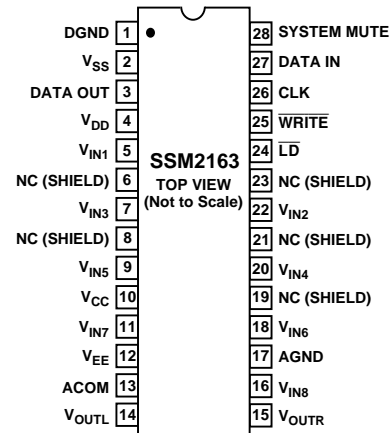 DGND 1 28 SYSTEM MUTE
VSS 2 27 DATA IN
DATA OUT 3 26 CLK
VDD 4 25 WRITE
VIN1 5 24 LD
SSM2163
NC (SHIELD) 6 23 NC (SHIELD)
TOP VIEW
(Not to Scale)
VIN3 7 22 VIN2
NC (SHIELD) 8 21 NC (SHIELD)
VIN5 9 20 VIN4
VCC 10 19 NC (SHIELD)
VIN7 11 18 VIN6
VEE 12 17 AGND
ACOM 13 16 VIN8
VOUTL 14 15 VOUTR